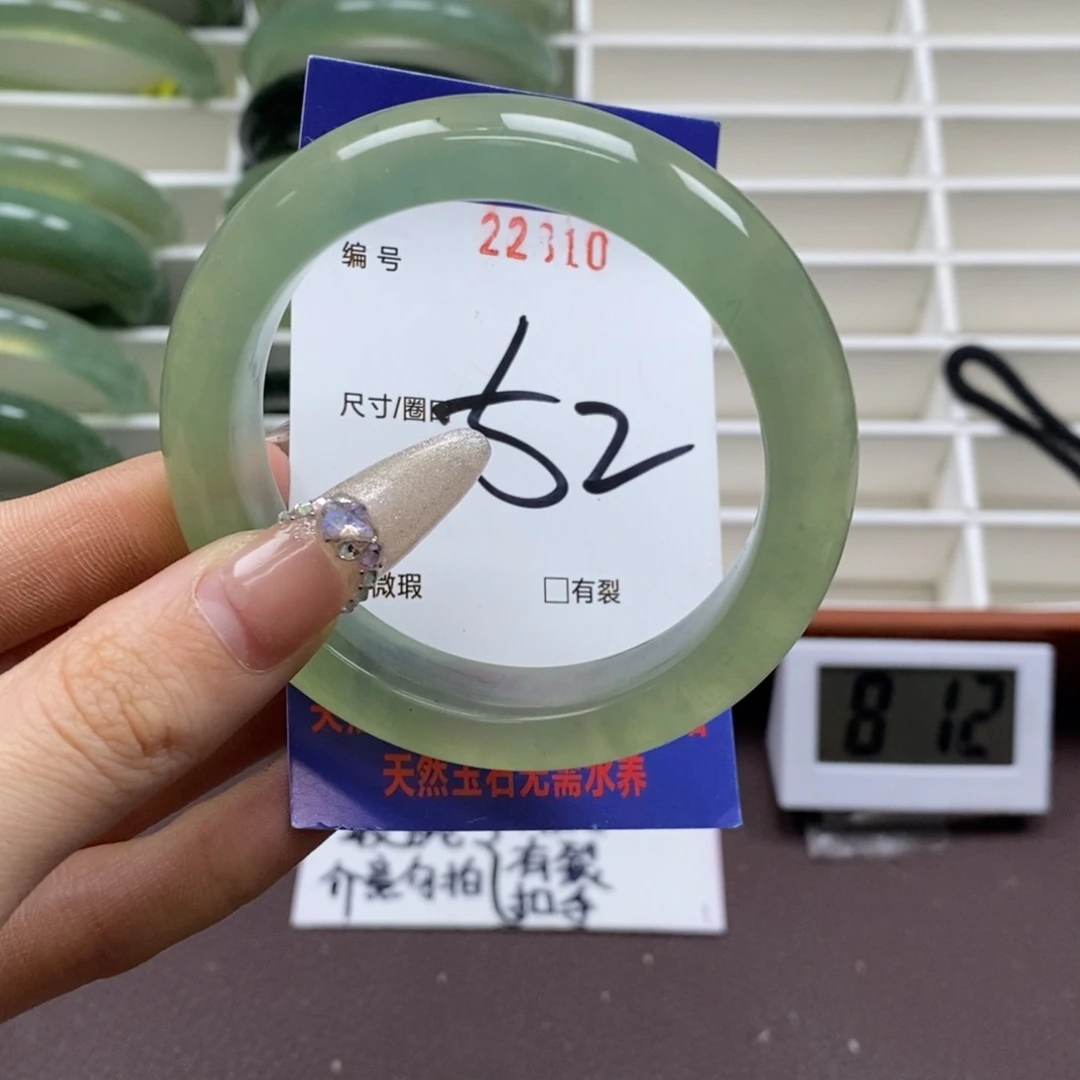 编号 22310
尺寸/圈口 52
微瑕 □有裂
天然玉石无需水养
有裂
介意勿拍
扣手
8 12